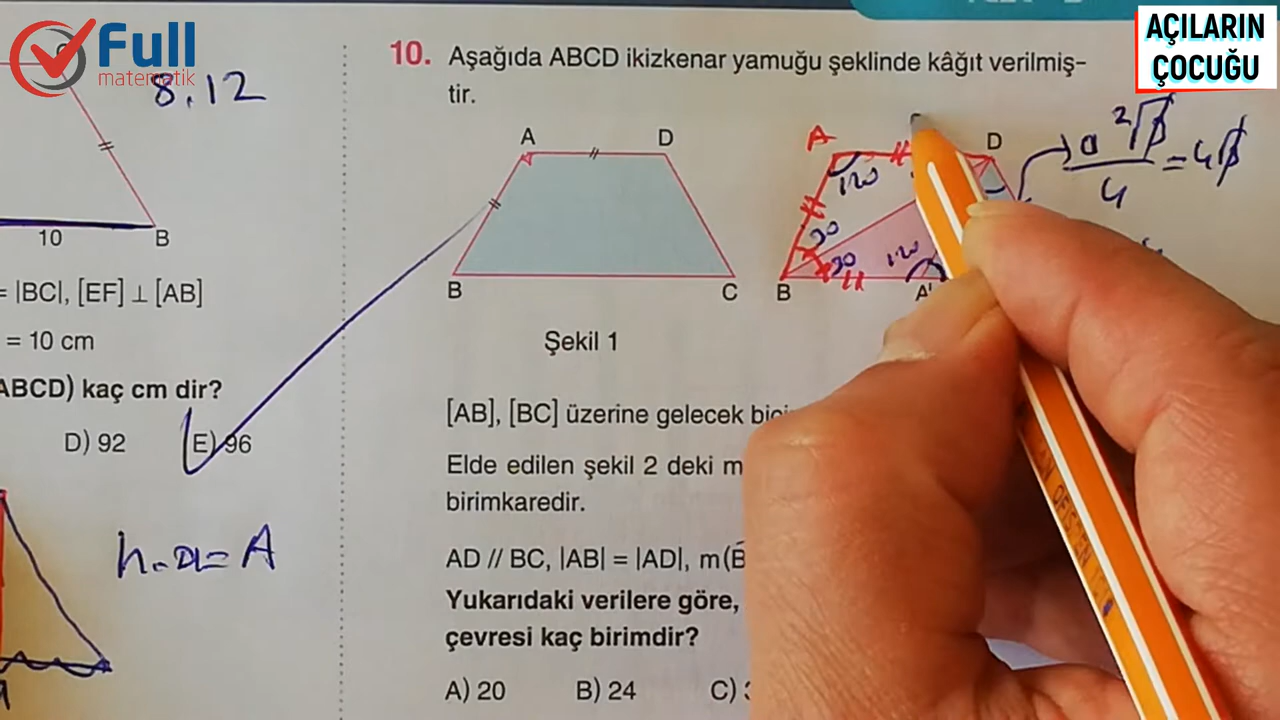 Full
matematik
AÇILARIN
ÇOCUĞU
8.12
10 B
= |BC|, [EF] ⊥ [AB]
= 10 cm
ABCD) kaç cm dir?
D) 92 E) 96
h.a = A
10. Aşağıda ABCD ikizkenar yamuğu şeklinde kâğıt verilmiş-
tir.
A D
B C
Şekil 1
A D
120
30
30 120
B A'
a²√3 / 4 = 4√3
[AB], [BC] üzerine gelecek
Elde edilen şekil 2 deki
birimkaredir.
AD // BC, |AB| = |AD|, m(B
Yukarıdaki verilere göre,
çevresi kaç birimdir?
A) 20 B) 24 C)